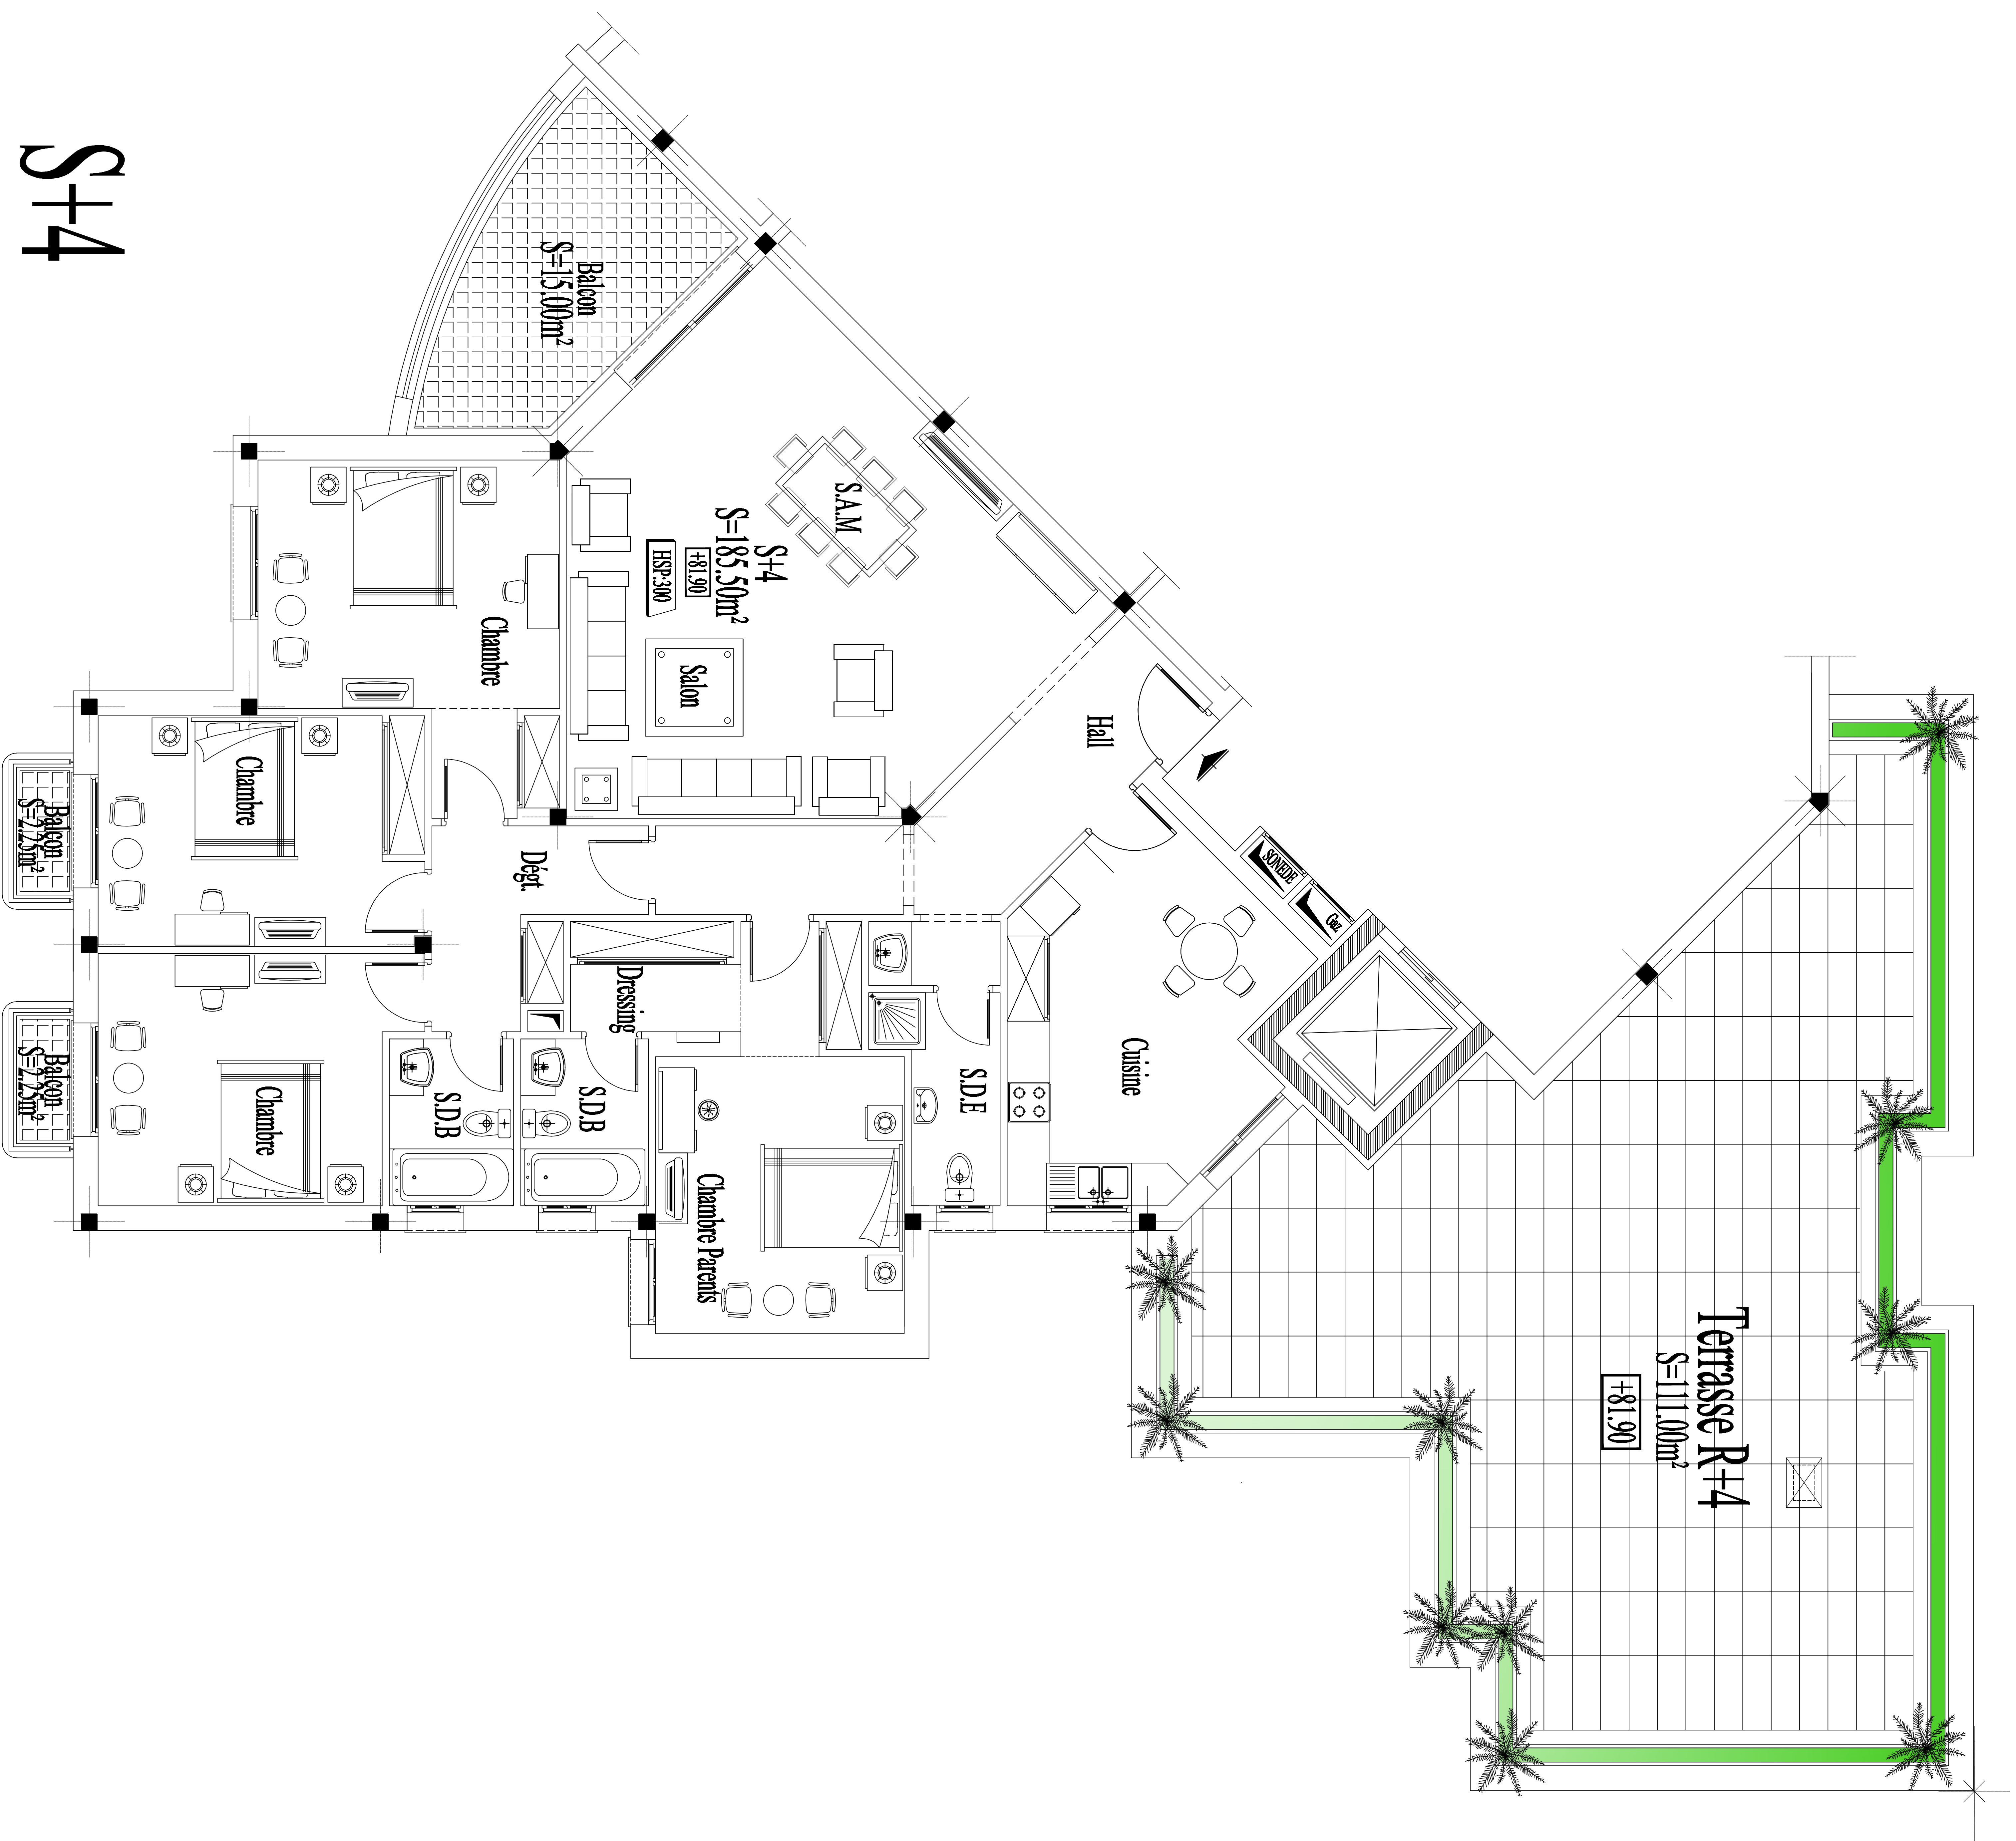 S+4
Balcon
S=15.00m²
S.A.M
S+4
S=185.50m²
+81.90
HSP:300
Salon
Chambre
Hall
Chambre
Balcon
S=2.25m²
Dégt.
SONEDE
Gaz
Dressing
Cuisine
S.D.E
S.D.B
S.D.B
Chambre
Balcon
S=2.25m²
Chambre Parents
Terrasse R+4
S=111.00m²
+81.90